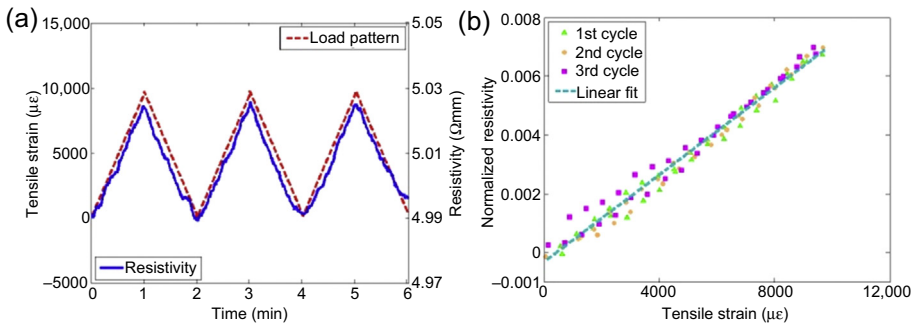 (a)
15,000
10,000
5000
0
−5000
Tensile strain (με)
5.05
5.03
5.01
4.99
4.97
Resistivity (Ωmm)
Load pattern
Resistivity
0 1 2 3 4 5 6
Time (min)
(b)
0.008
0.006
0.004
0.002
0
−0.001
Normalized resistivity
1st cycle
2nd cycle
3rd cycle
Linear fit
0 4000 8000 12,000
Tensile strain (με)